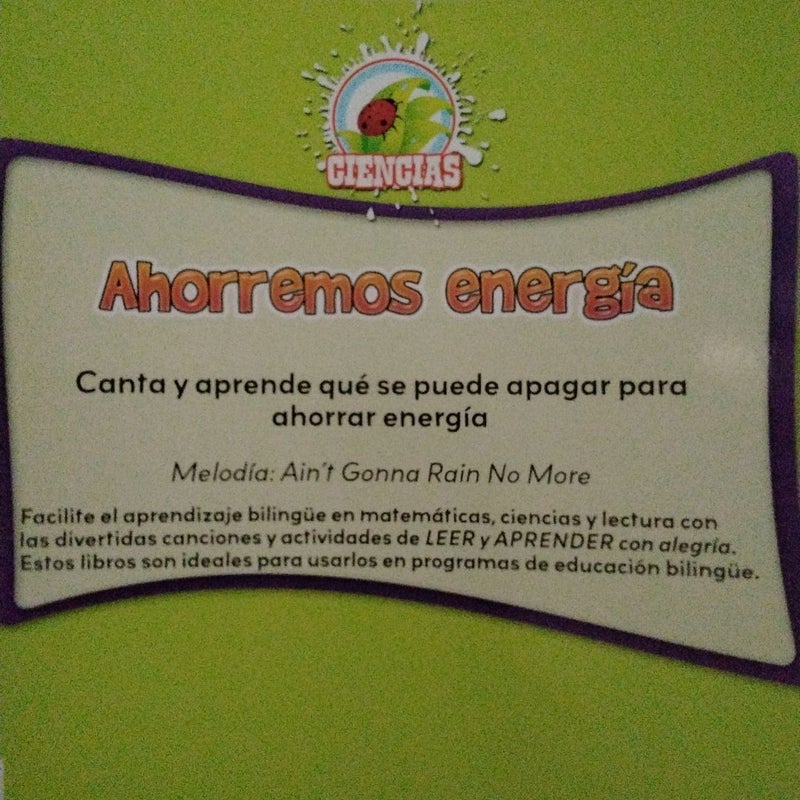 CIENCIAS
Ahorremos energía
Canta y aprende qué se puede apagar para
ahorrar energía
Melodía: Ain't Gonna Rain No More
Facilite el aprendizaje bilingüe en matemáticas, ciencias y lectura con
las divertidas canciones y actividades de LEER y APRENDER con alegría.
Estos libros son ideales para usarlos en programas de educación bilingüe.